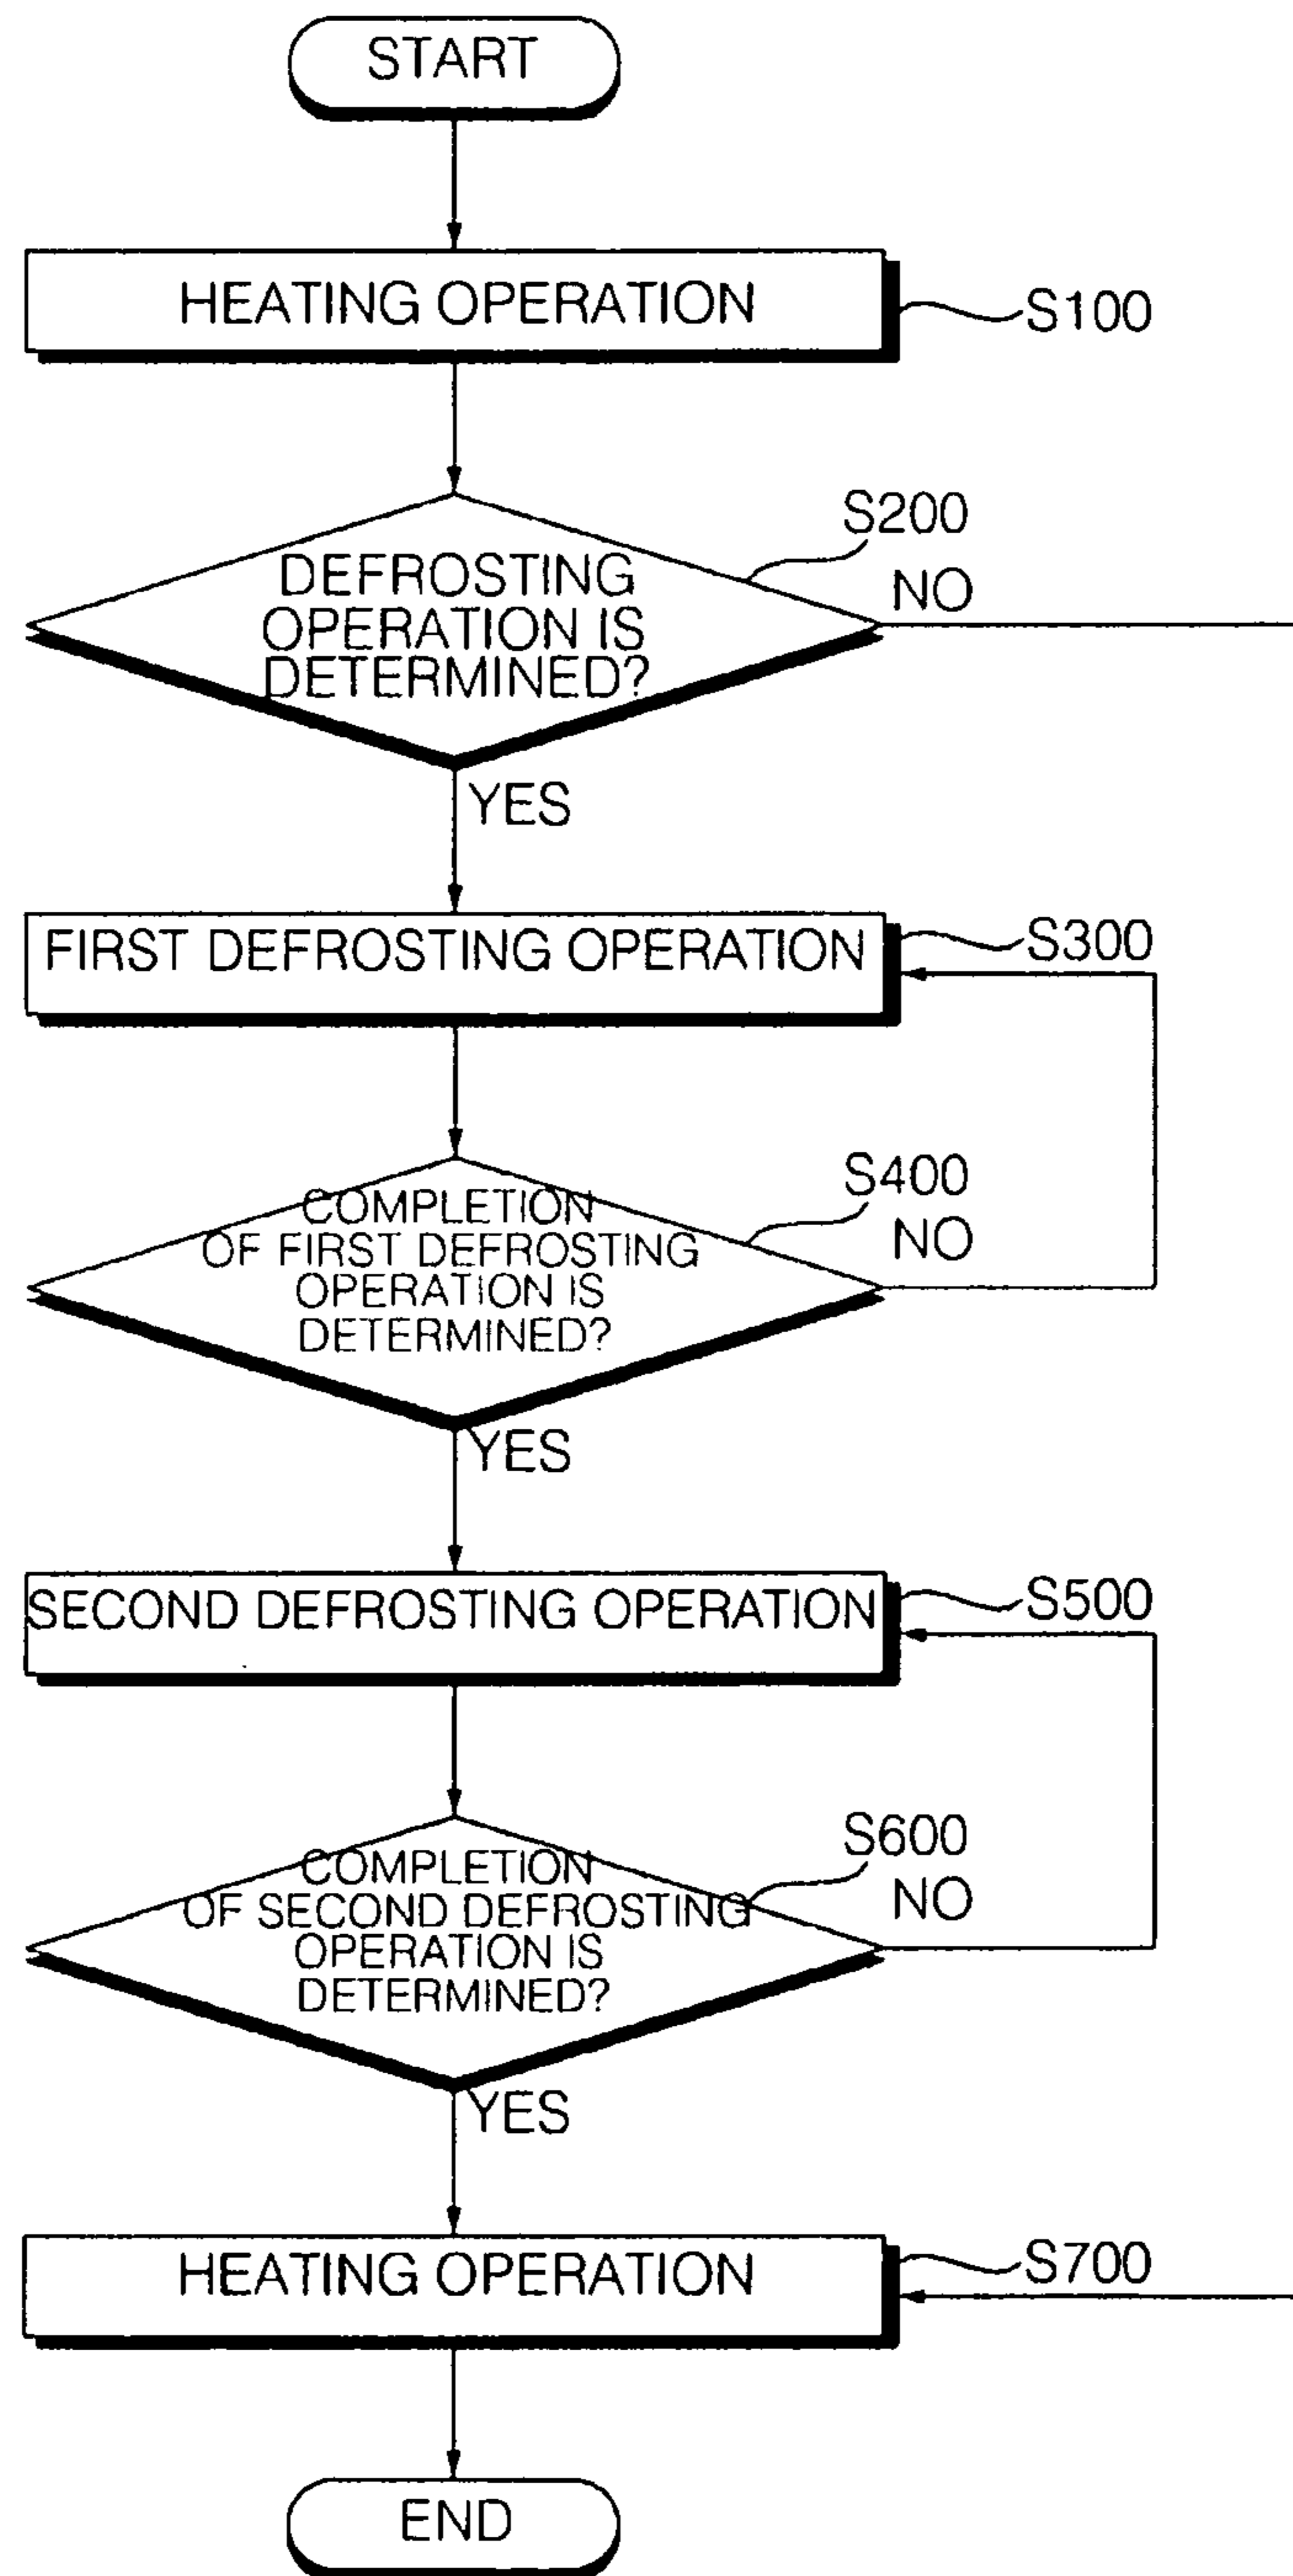 START
HEATING OPERATION
S100
S200
DEFROSTING
OPERATION IS
DETERMINED?
NO
YES
FIRST DEFROSTING OPERATION
S300
S400
COMPLETION
OF FIRST DEFROSTING
OPERATION IS
DETERMINED?
NO
YES
SECOND DEFROSTING OPERATION
S500
S600
COMPLETION
OF SECOND DEFROSTING
OPERATION IS
DETERMINED?
NO
YES
HEATING OPERATION
S700
END